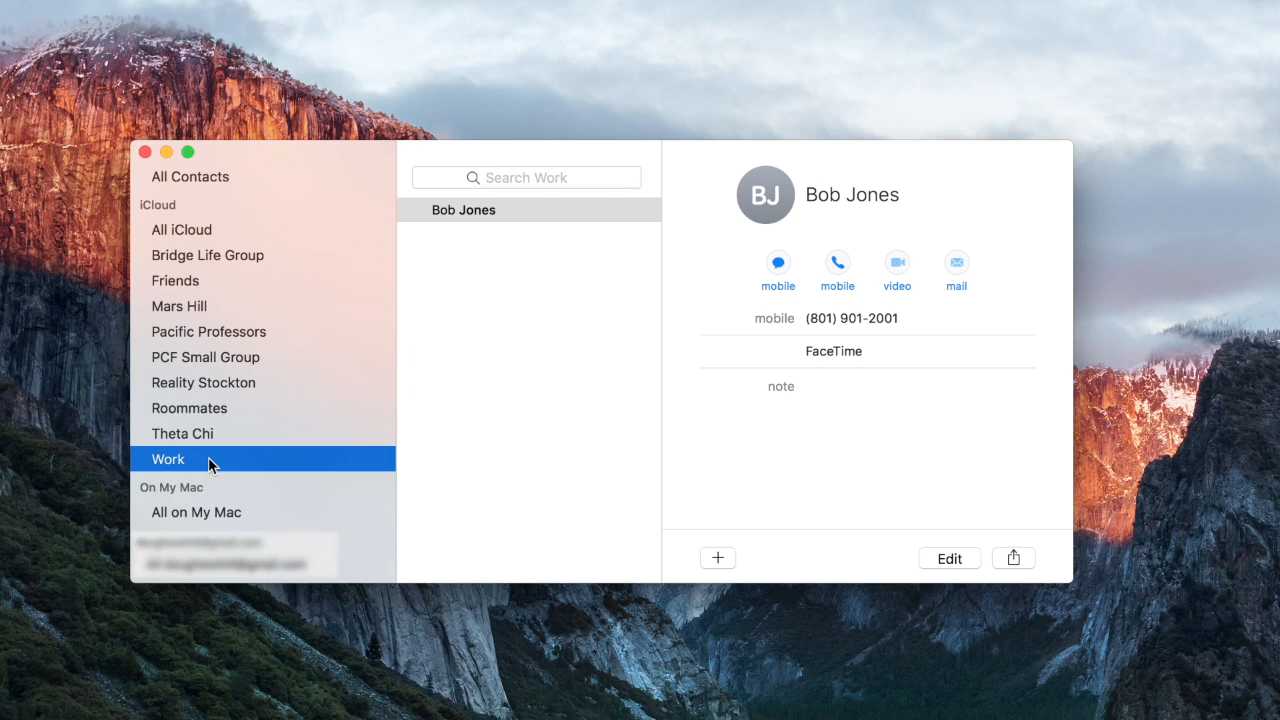 All Contacts
iCloud
All iCloud
Bridge Life Group
Friends
Mars Hill
Pacific Professors
PCF Small Group
Reality Stockton
Roommates
Theta Chi
Work
On My Mac
All on My Mac
Search Work
Bob Jones
BJ Bob Jones
mobile mobile video mail
mobile (801) 901-2001
FaceTime
note
Edit